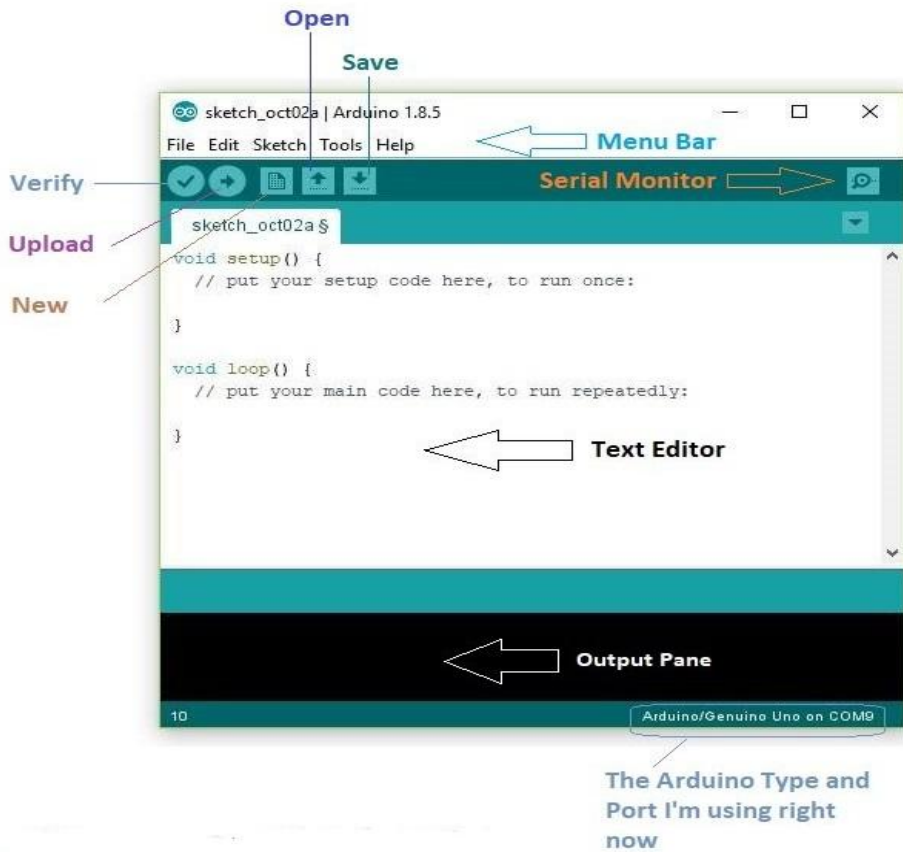 Open
Save
sketch_oct02a | Arduino 1.8.5
File Edit Sketch Tools Help
Menu Bar
Verify
Serial Monitor
Upload
sketch_oct02a §
New
void setup() {
// put your setup code here, to run once:
}
void loop() {
// put your main code here, to run repeatedly:
}
Text Editor
Output Pane
10
Arduino/Genuino Uno on COM9
The Arduino Type and
Port I'm using right
now